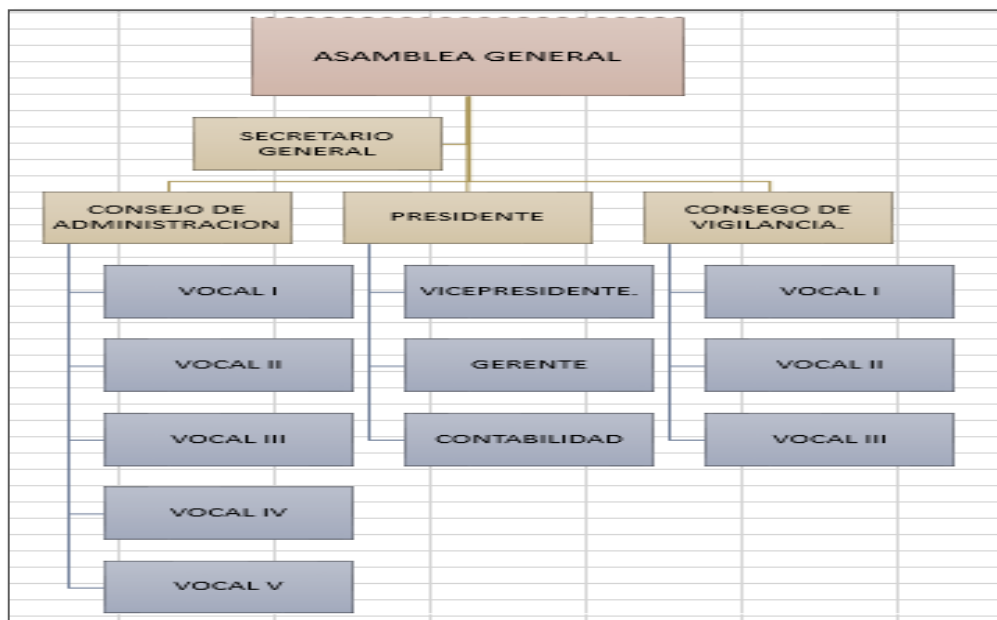 ASAMBLEA GENERAL
SECRETARIO
GENERAL
CONSEJO DE
ADMINISTRACION
PRESIDENTE
CONSEGO DE
VIGILANCIA.
VOCAL I
VICEPRESIDENTE.
VOCAL I
VOCAL II
GERENTE
VOCAL II
VOCAL III
CONTABILIDAD
VOCAL III
VOCAL IV
VOCAL V